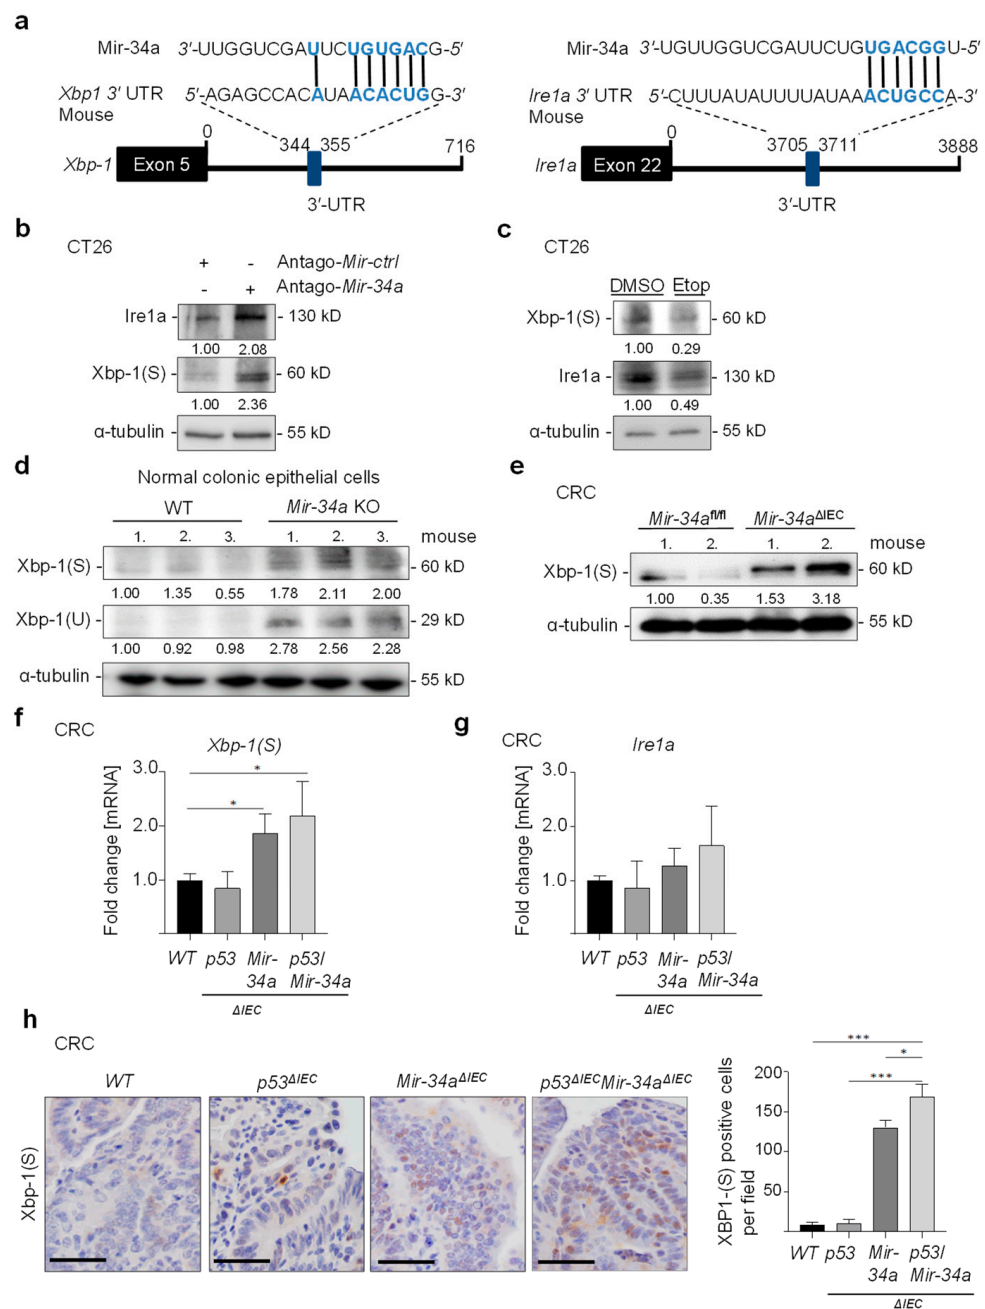 a
Mir-34a 3′-UUGGUCGAUUCUGUGACG-5′
Xbp1 3′ UTR 5′-AGAGCCACAUAACACUGG-3′
Mouse
0 344 355 716
Xbp-1 Exon 5
3′-UTR
Mir-34a 3′-UGUUGGUCGAUUCUGUGACGGU-5′
Ire1a 3′ UTR 5′-CUUUAUAUUUUAUAAACUGCCA-3′
Mouse
0 3705 3711 3888
Ire1a Exon 22
3′-UTR
b
CT26
+ - Antago-Mir-ctrl
- + Antago-Mir-34a
Ire1a - - 130 kD
1.00 2.08
Xbp-1(S) - - 60 kD
1.00 2.36
α-tubulin - - 55 kD
c
CT26
DMSO Etop
Xbp-1(S) - - 60 kD
1.00 0.29
Ire1a - - 130 kD
1.00 0.49
α-tubulin - - 55 kD
d
Normal colonic epithelial cells
WT Mir-34a KO
1. 2. 3. 1. 2. 3. mouse
Xbp-1(S) - - 60 kD
1.00 1.35 0.55 1.78 2.11 2.00
Xbp-1(U) - - 29 kD
1.00 0.92 0.98 2.78 2.56 2.28
α-tubulin - - 55 kD
e
CRC
Mir-34afl/fl Mir-34aΔIEC
1. 2. 1. 2. mouse
Xbp-1(S) - - 60 kD
1.00 0.35 1.53 3.18
α-tubulin - - 55 kD
f
CRC
Xbp-1(S)
Fold change [mRNA]
3.0
2.0
1.0
*
*
WT p53 Mir-34a p53/Mir-34a
ΔIEC
g
CRC
Ire1a
Fold change [mRNA]
3.0
2.0
1.0
WT p53 Mir-34a p53/Mir-34a
ΔIEC
h
CRC
WT p53ΔIEC Mir-34aΔIEC p53ΔIECMir-34aΔIEC
Xbp-1(S)
XBP1-(S) positive cells per field
200
150
100
50
***
*
***
WT p53 Mir-34a p53/Mir-34a
ΔIEC